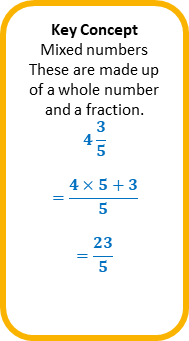 Key Concept
Mixed numbers
These are made up
of a whole number
and a fraction.
4 3/5
= (4 × 5 + 3)/5
= 23/5